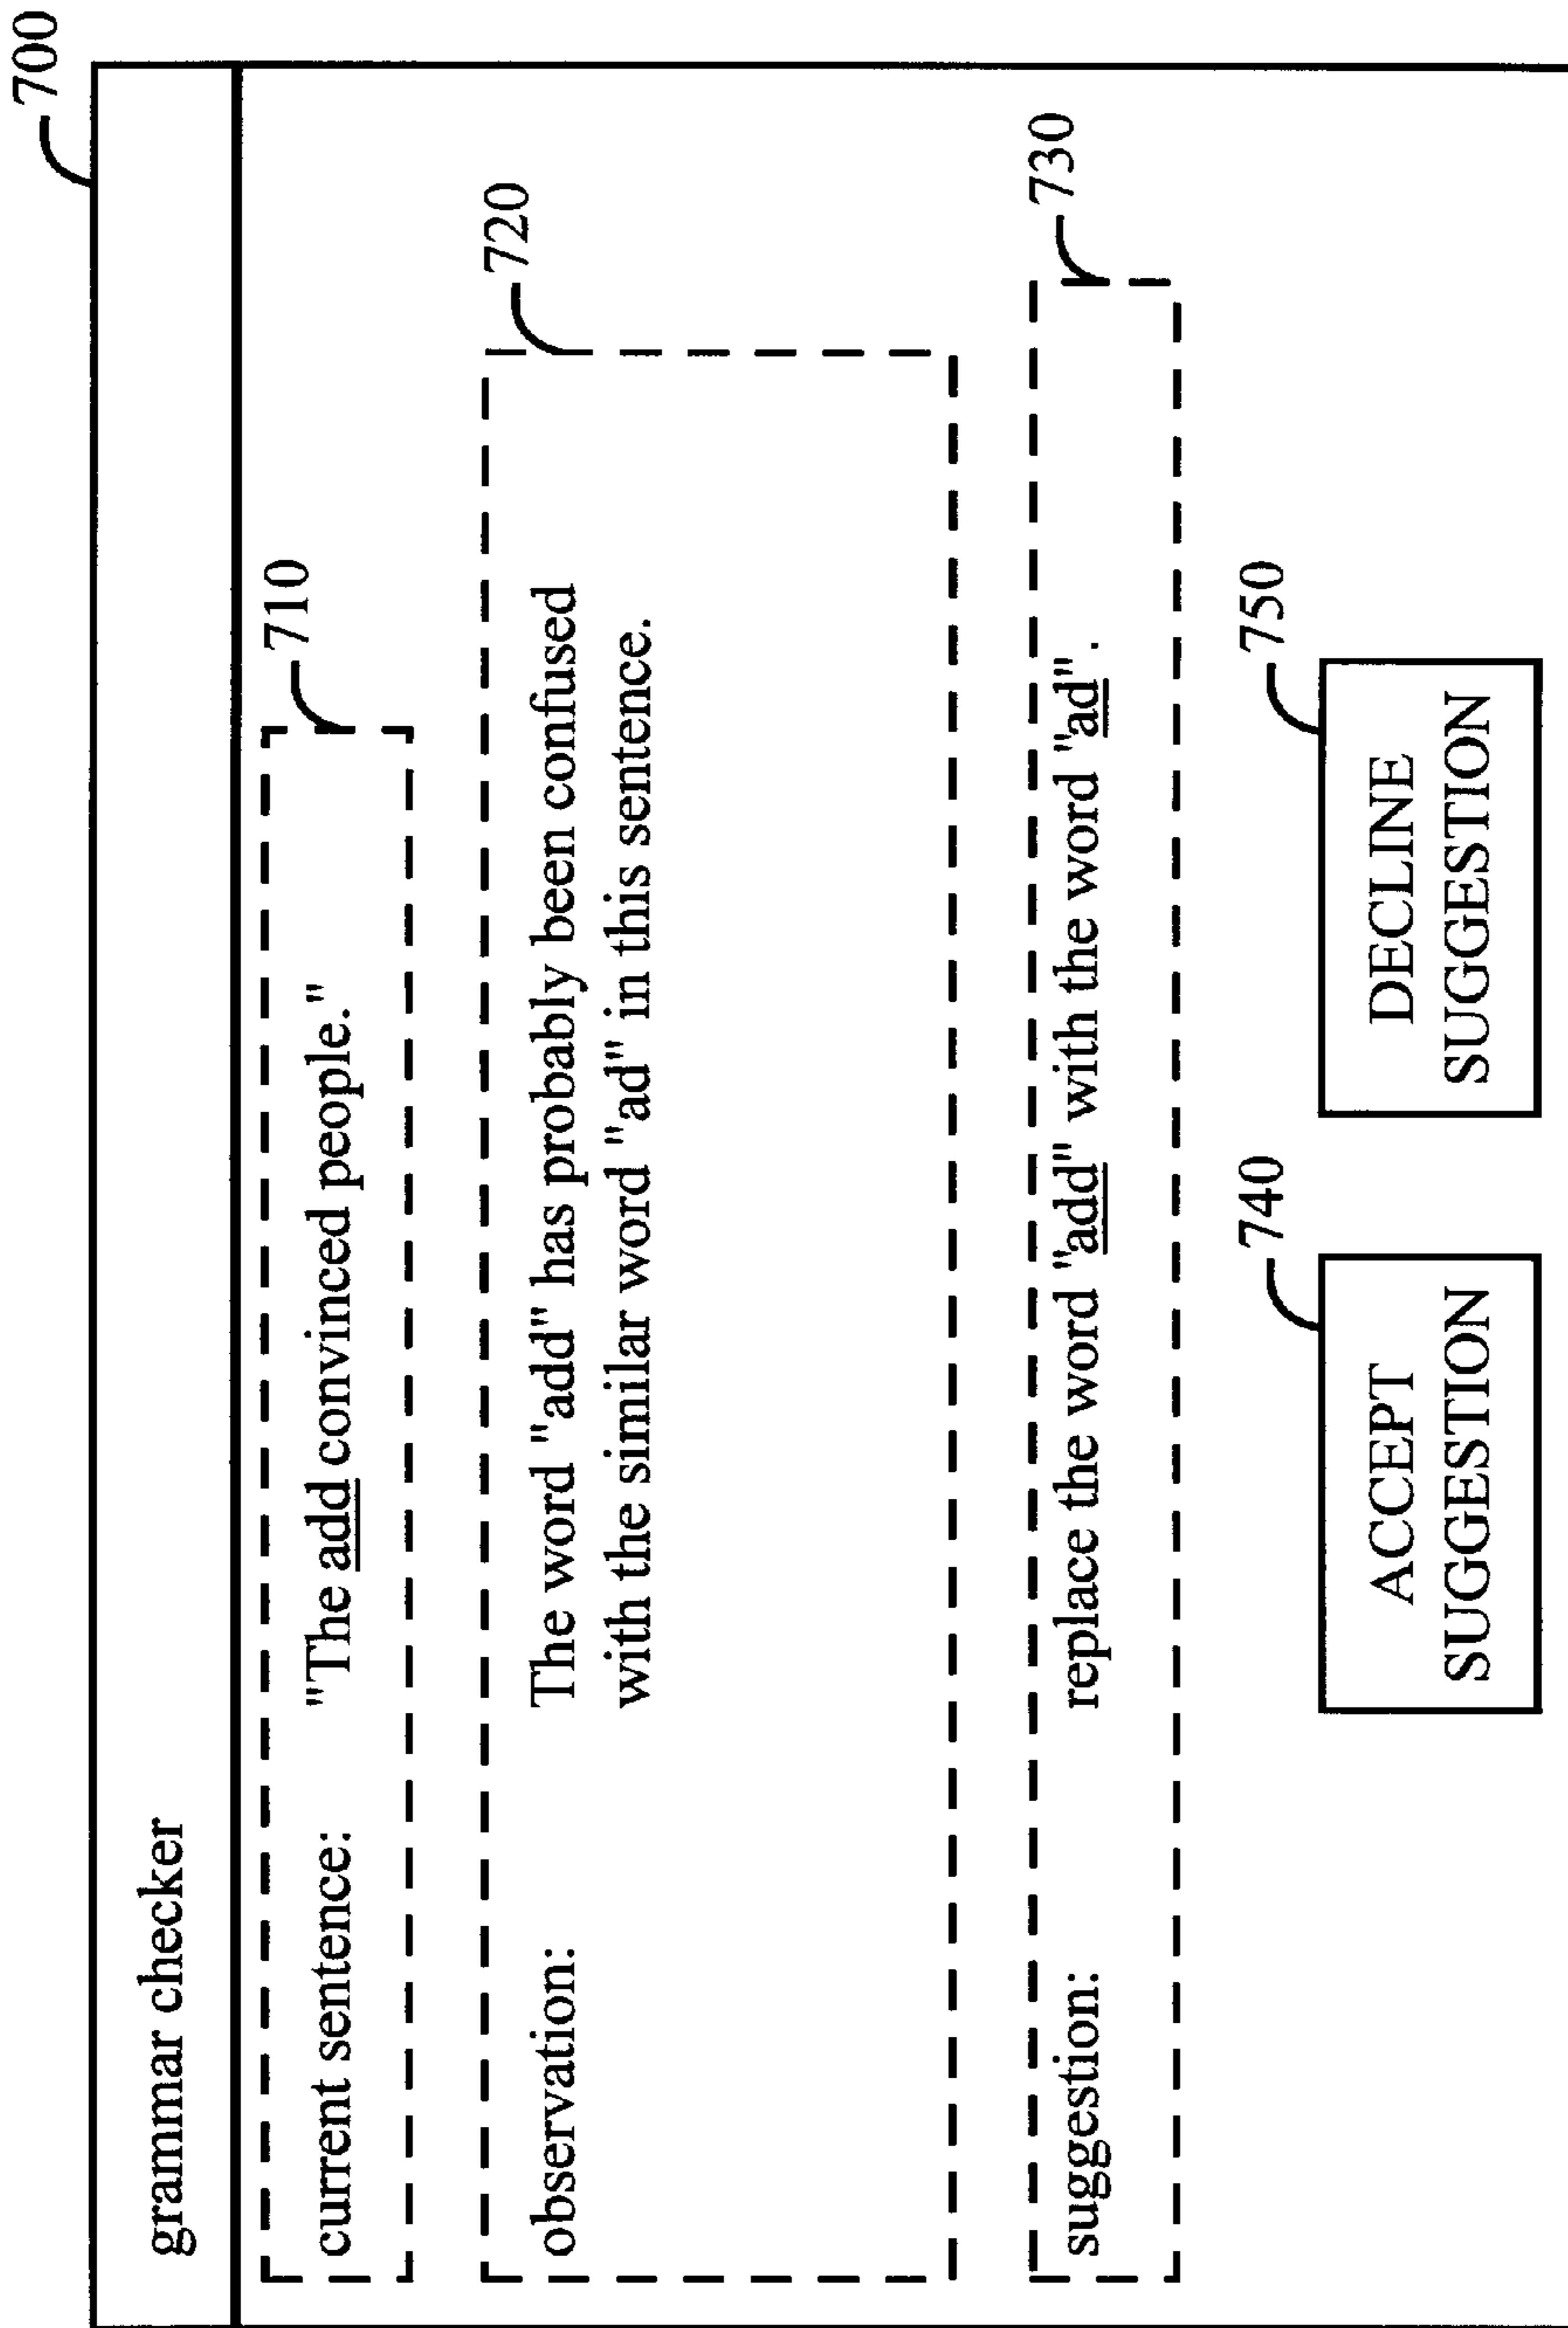 700
grammar checker
710
current sentence: "The add convinced people."
720
observation: The word "add" has probably been confused
with the similar word "ad" in this sentence.
730
suggestion: replace the word "add" with the word "ad".
740
750
ACCEPT
SUGGESTION
DECLINE
SUGGESTION